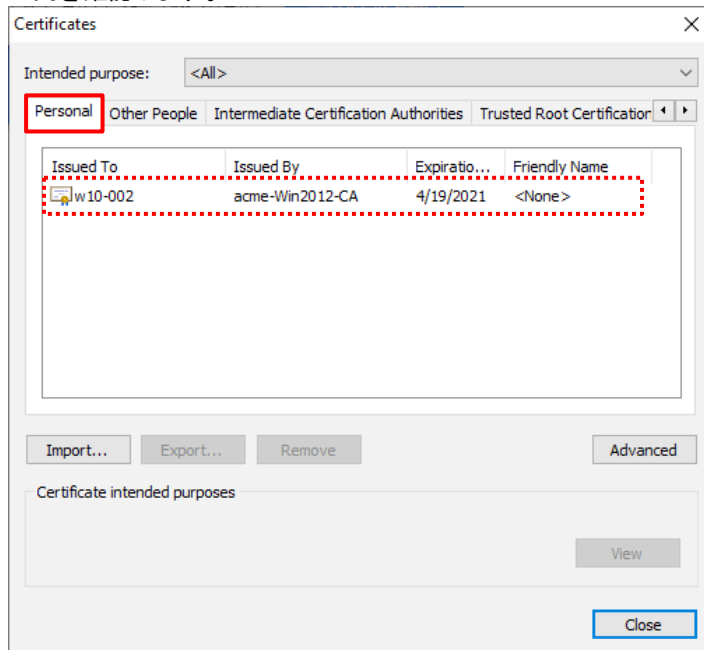 Certificates
Intended purpose: <All>
Personal Other People Intermediate Certification Authorities Trusted Root Certification
Issued To Issued By Expiratio... Friendly Name
w10-002 acme-Win2012-CA 4/19/2021 <None>
Import... Export... Remove Advanced
Certificate intended purposes
View
Close